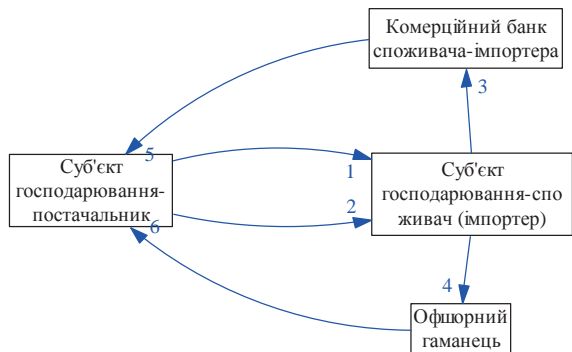 Комерційний банк
споживача-імпортера
3
5
Суб'єкт
господарювання-
постачальник
1
2
6
Суб'єкт
господарювання-спо
живач (імпортер)
4
Офшорний
гаманець